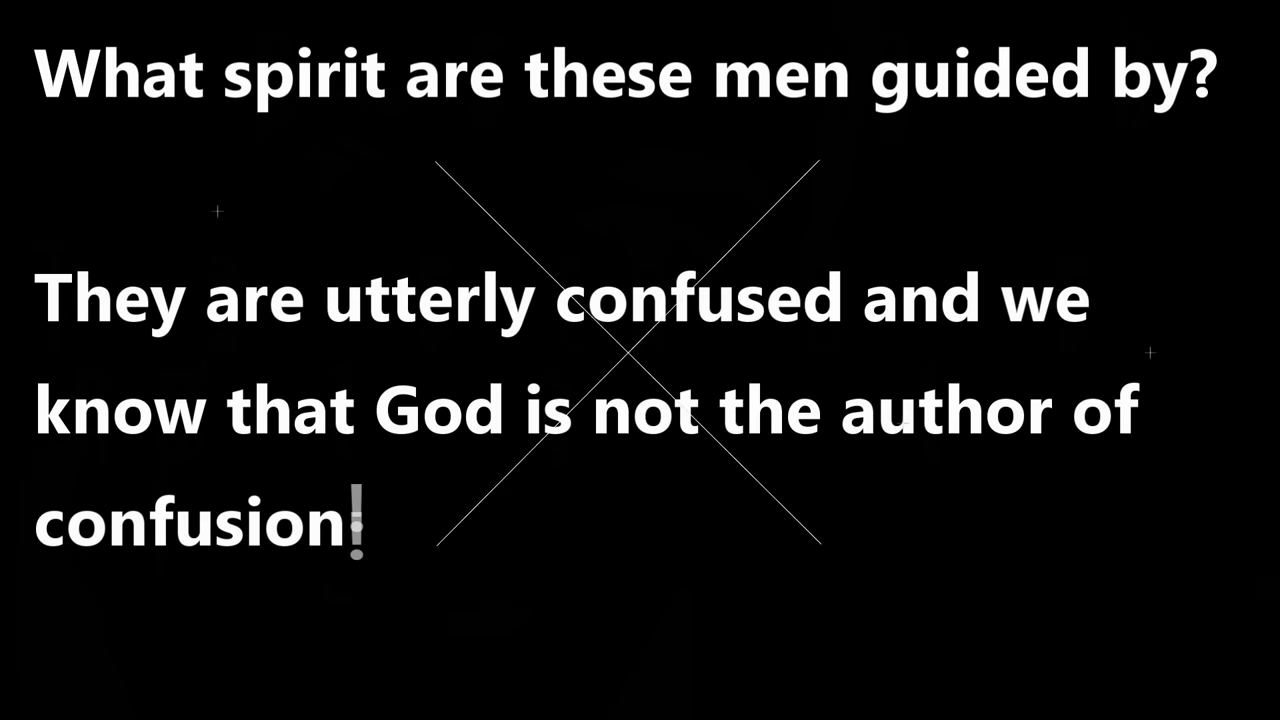 What spirit are these men guided by?
They are utterly confused and we
know that God is not the author of
confusion!